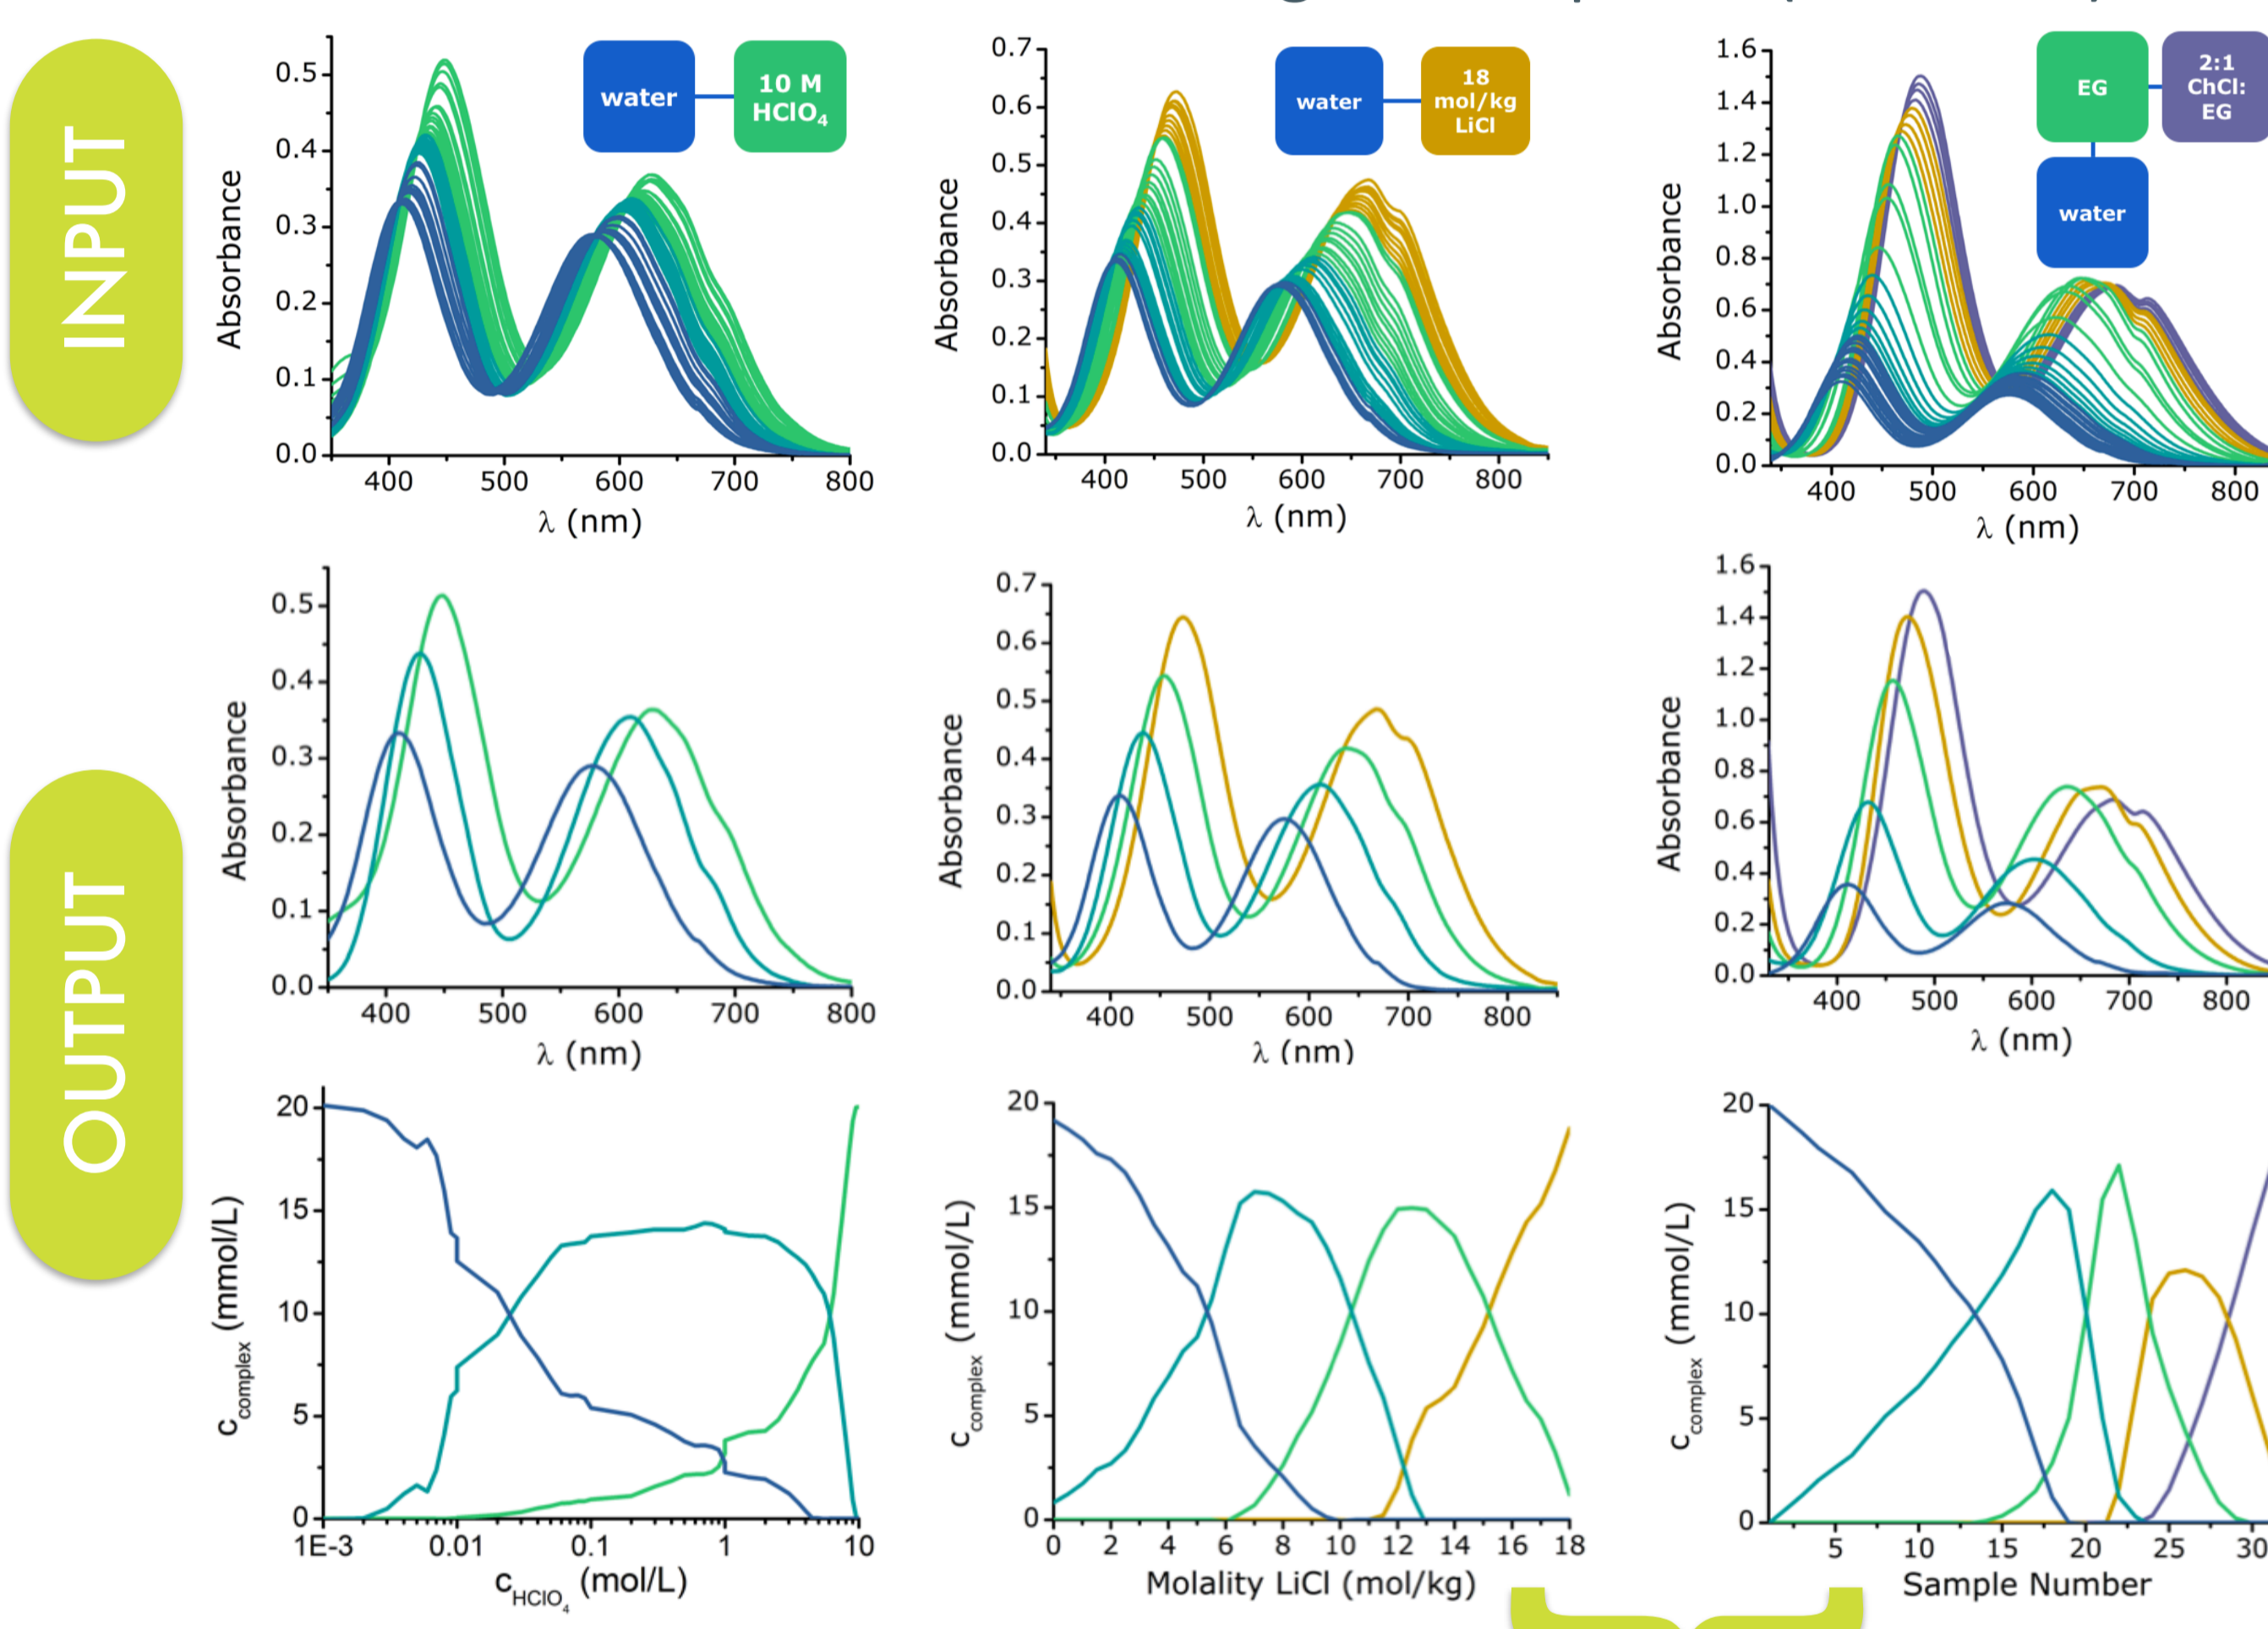 INPUT
Absorbance
0.5
0.4
0.3
0.2
0.1
0.0
400 500 600 700 800
λ (nm)
water
10 M
HClO₄
Absorbance
0.7
0.6
0.5
0.4
0.3
0.2
0.1
0.0
400 500 600 700 800
λ (nm)
water
18
mol/kg
LiCl
Absorbance
1.6
1.4
1.2
1.0
0.8
0.6
0.4
0.2
0.0
400 500 600 700 800
λ (nm)
EG
2:1
ChCl:
EG
water
OUTPUT
Absorbance
0.5
0.4
0.3
0.2
0.1
0.0
400 500 600 700 800
λ (nm)
Absorbance
0.7
0.6
0.5
0.4
0.3
0.2
0.1
0.0
400 500 600 700 800
λ (nm)
Absorbance
1.6
1.4
1.2
1.0
0.8
0.6
0.4
0.2
0.0
400 500 600 700 800
λ (nm)
c complex (mmol/L)
20
15
10
5
0
1E-3 0.01 0.1 1 10
c HClO₄ (mol/L)
c complex (mmol/L)
20
15
10
5
0
0 2 4 6 8 10 12 14 16 18
Molality LiCl (mol/kg)
c complex (mmol/L)
20
15
10
5
0
5 10 15 20 25 30
Sample Number